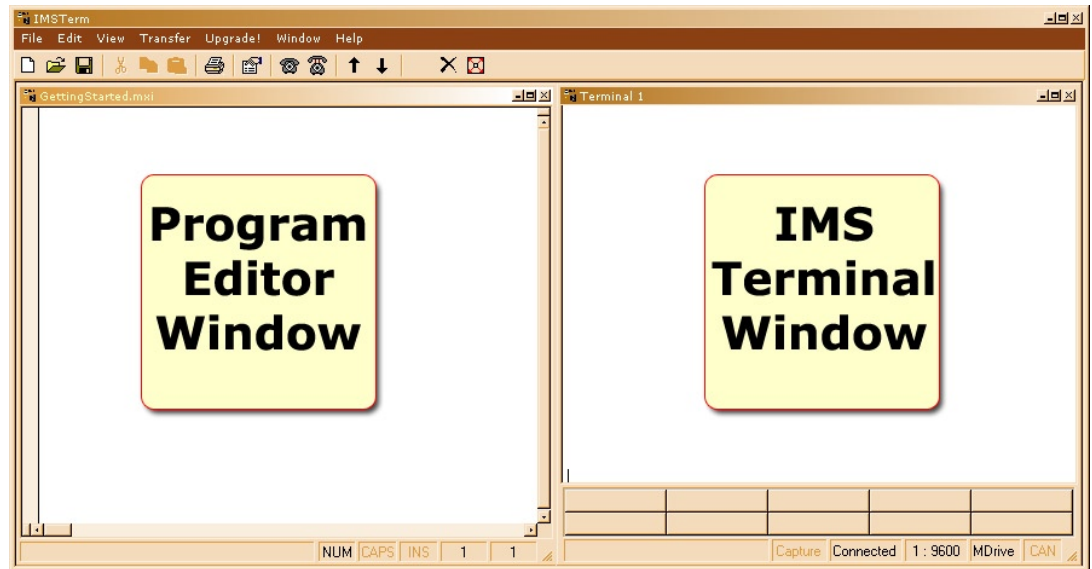 IMSTerm
File Edit View Transfer Upgrade! Window Help
GettingStarted.mxi
Program
Editor
Window
NUM CAPS INS 1 1
Terminal 1
IMS
Terminal
Window
Capture Connected 1 : 9600 MDrive CAN